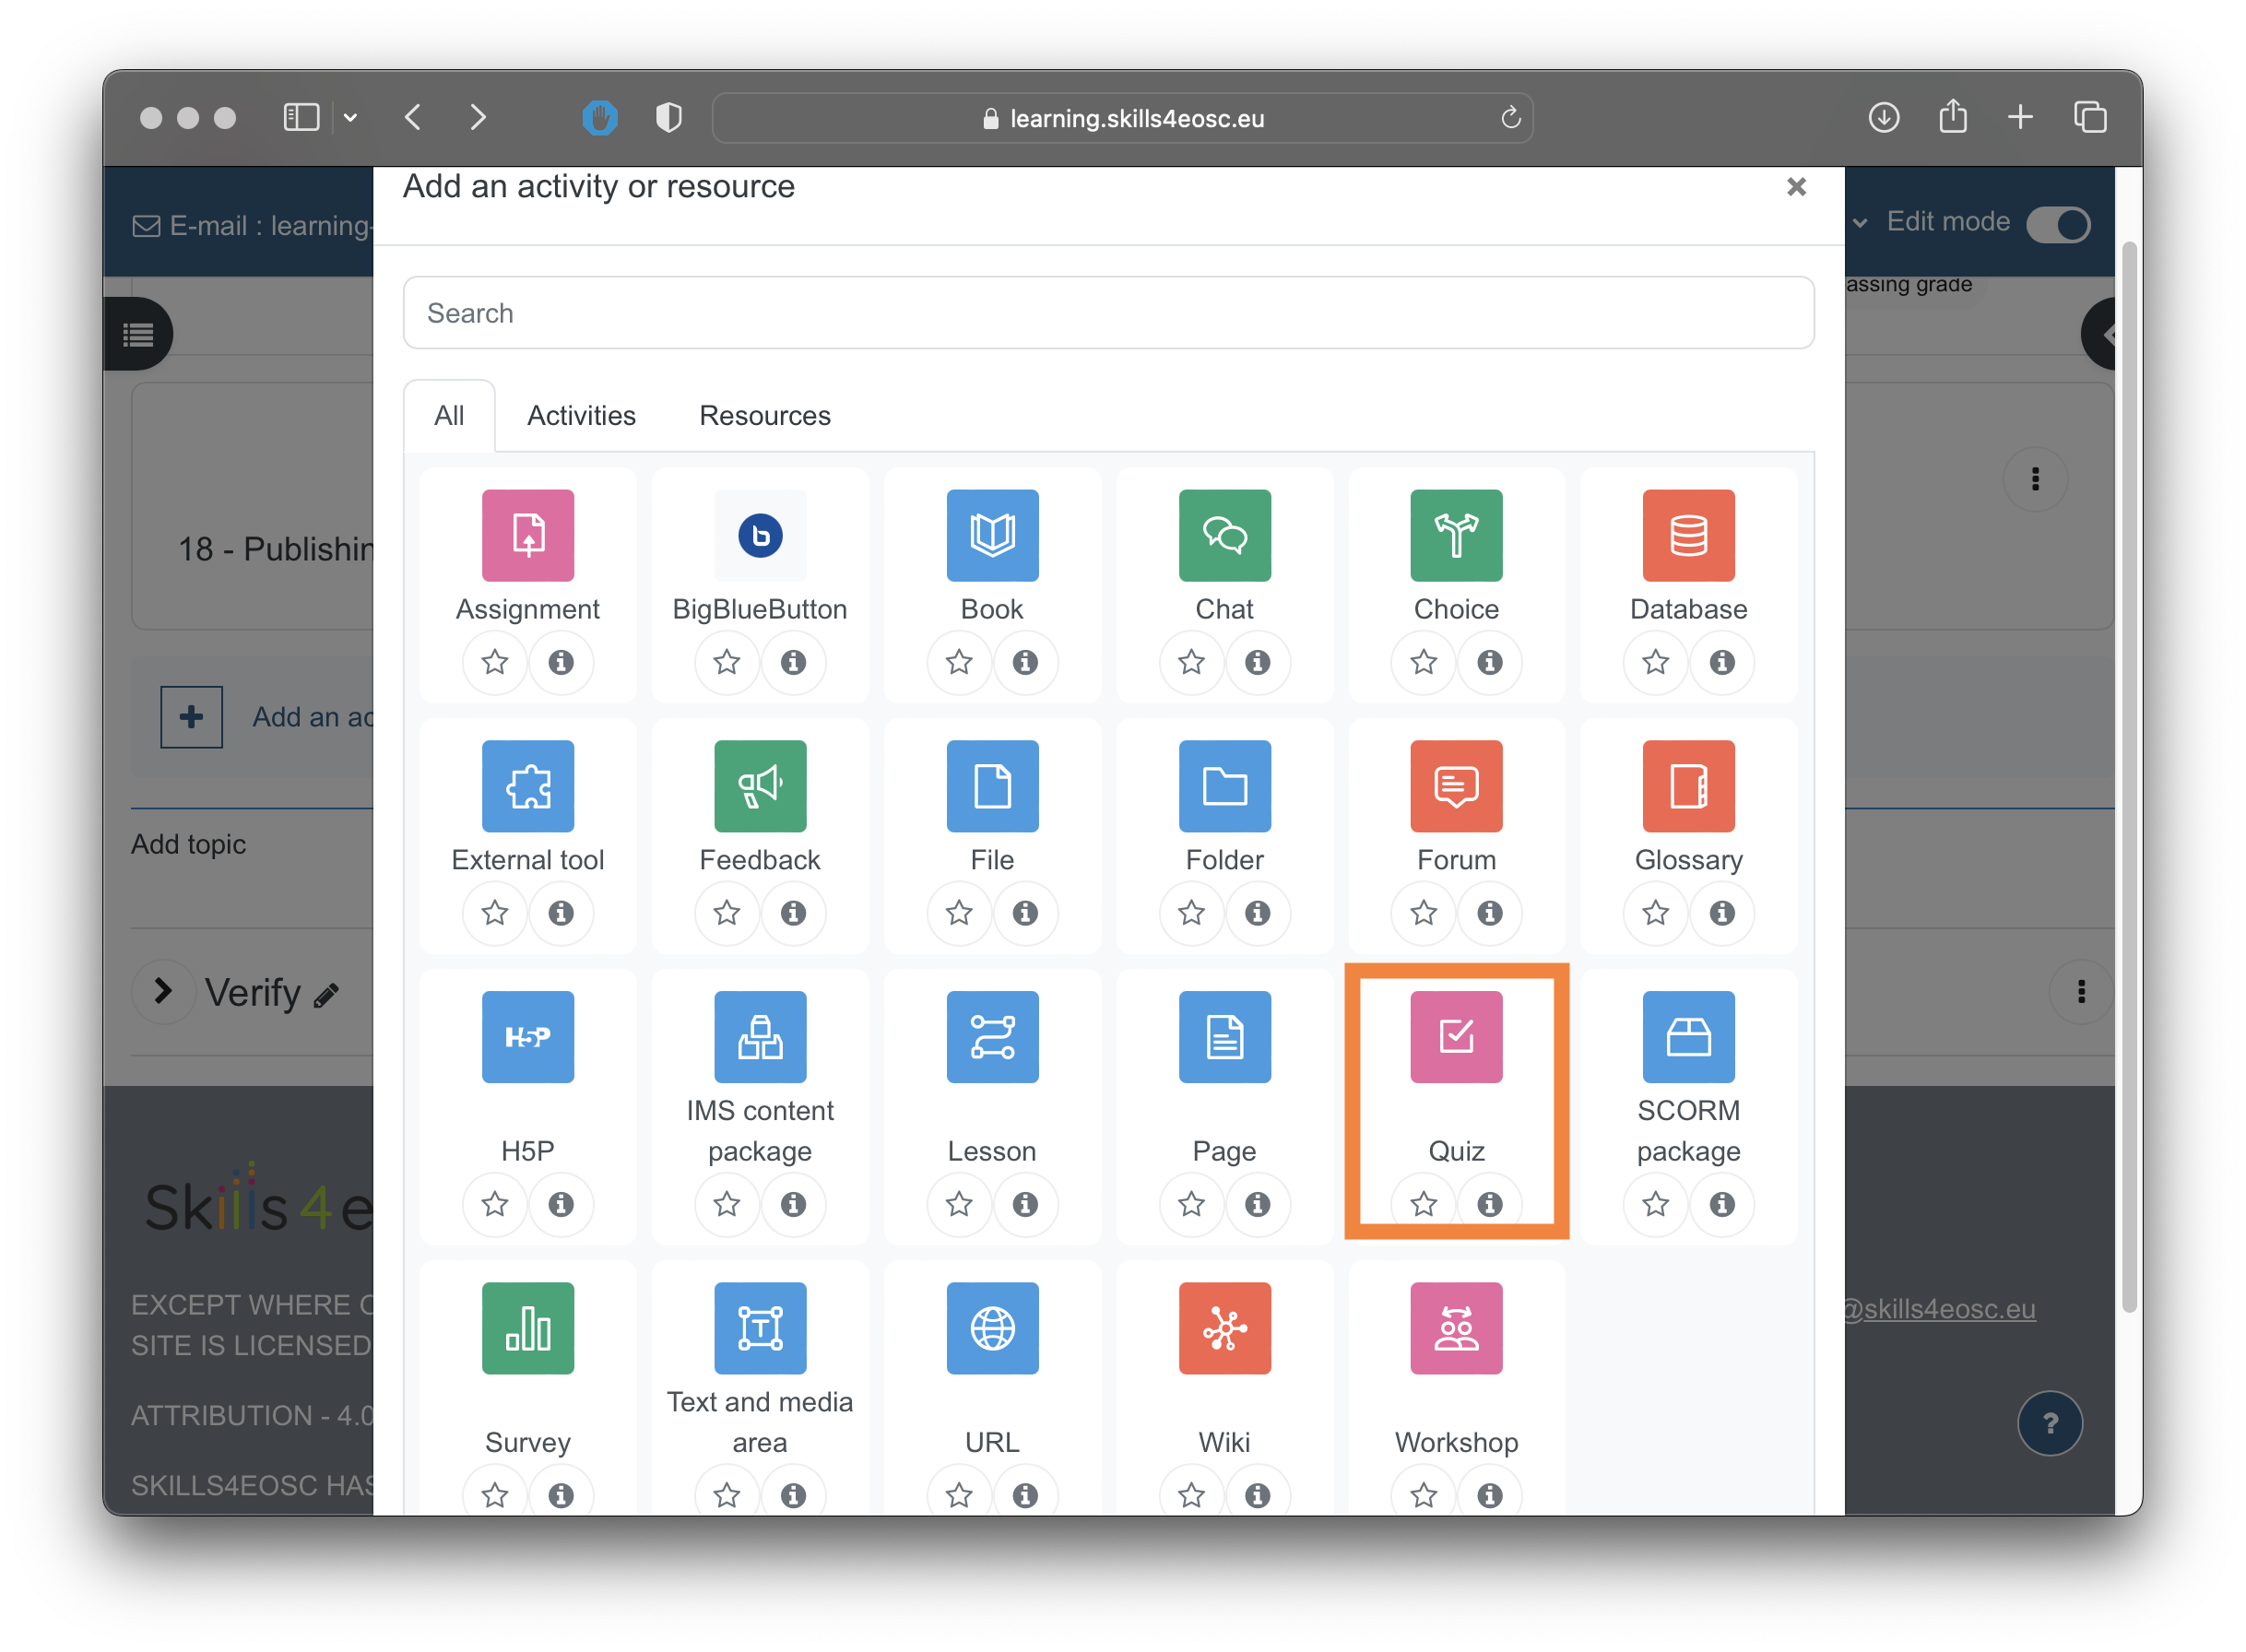 learning.skills4eosc.eu
Add an activity or resource
E-mail : learning-
Edit mode
assing grade
Search
All Activities Resources
18 - Publishin
Assignment BigBlueButton Book Chat Choice Database
Add an ac
External tool Feedback File Folder Forum Glossary
Add topic
Verify
H5P
IMS content package
Lesson
Page
Quiz
SCORM package
H5P
Skills4e
EXCEPT WHERE O
SITE IS LICENSED
ATTRIBUTION - 4.0
SKILLS4EOSC HAS
@skills4eosc.eu
Survey
Text and media area
URL
Wiki
Workshop